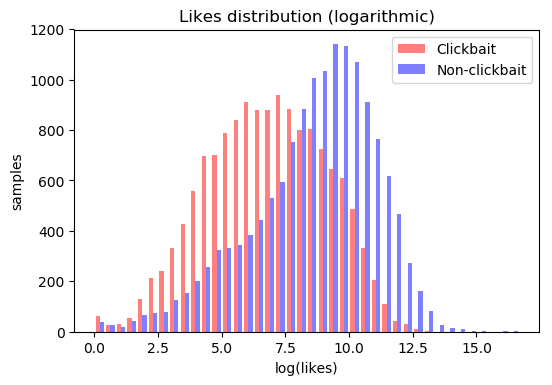 Likes distribution (logarithmic)
1200
1000
800
600
400
200
0
samples
Clickbait
Non-clickbait
0.0 2.5 5.0 7.5 10.0 12.5 15.0
log(likes)